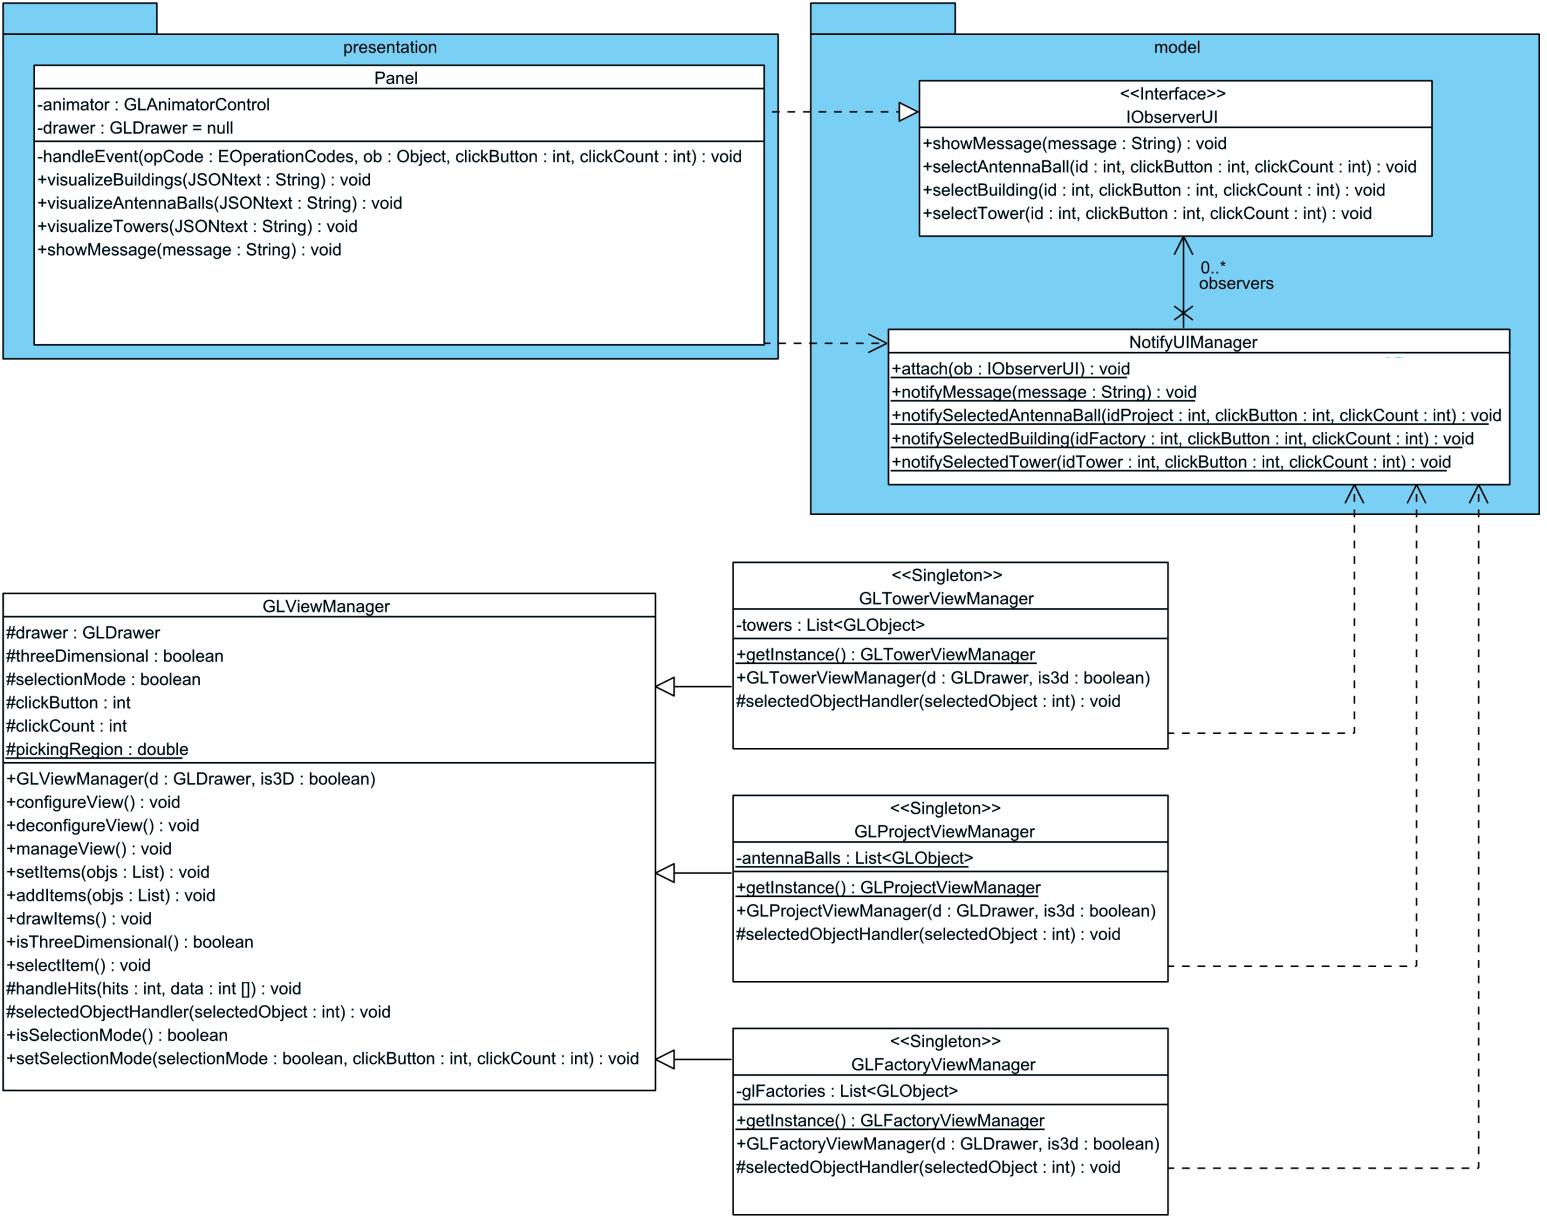 presentation
Panel
-animator : GLAnimatorControl
-drawer : GLDrawer = null
-handleEvent(opCode : EOperationCodes, ob : Object, clickButton : int, clickCount : int) : void
+visualizeBuildings(JSONtext : String) : void
+visualizeAntennaBalls(JSONtext : String) : void
+visualizeTowers(JSONtext : String) : void
+showMessage(message : String) : void
model
<<Interface>>
IObserverUI
+showMessage(message : String) : void
+selectAntennaBall(id : int, clickButton : int, clickCount : int) : void
+selectBuilding(id : int, clickButton : int, clickCount : int) : void
+selectTower(id : int, clickButton : int, clickCount : int) : void
0..*
observers
NotifyUIManager
+attach(ob : IObserverUI) : void
+notifyMessage(message : String) : void
+notifySelectedAntennaBall(idProject : int, clickButton : int, clickCount : int) : void
+notifySelectedBuilding(idFactory : int, clickButton : int, clickCount : int) : void
+notifySelectedTower(idTower : int, clickButton : int, clickCount : int) : void
GLViewManager
#drawer : GLDrawer
#threeDimensional : boolean
#selectionMode : boolean
#clickButton : int
#clickCount : int
#pickingRegion : double
+GLViewManager(d : GLDrawer, is3D : boolean)
+configureView() : void
+deconfigureView() : void
+manageView() : void
+setItems(objs : List) : void
+addItems(objs : List) : void
+drawItems() : void
+isThreeDimensional() : boolean
+selectItem() : void
#handleHits(hits : int, data : int []) : void
#selectedObjectHandler(selectedObject : int) : void
+isSelectionMode() : boolean
+setSelectionMode(selectionMode : boolean, clickButton : int, clickCount : int) : void
<<Singleton>>
GLTowerViewManager
-towers : List<GLObject>
+getInstance() : GLTowerViewManager
+GLTowerViewManager(d : GLDrawer, is3d : boolean)
#selectedObjectHandler(selectedObject : int) : void
<<Singleton>>
GLProjectViewManager
-antennaBalls : List<GLObject>
+getInstance() : GLProjectViewManager
+GLProjectViewManager(d : GLDrawer, is3d : boolean)
#selectedObjectHandler(selectedObject : int) : void
<<Singleton>>
GLFactoryViewManager
-glFactories : List<GLObject>
+getInstance() : GLFactoryViewManager
+GLFactoryViewManager(d : GLDrawer, is3d : boolean)
#selectedObjectHandler(selectedObject : int) : void